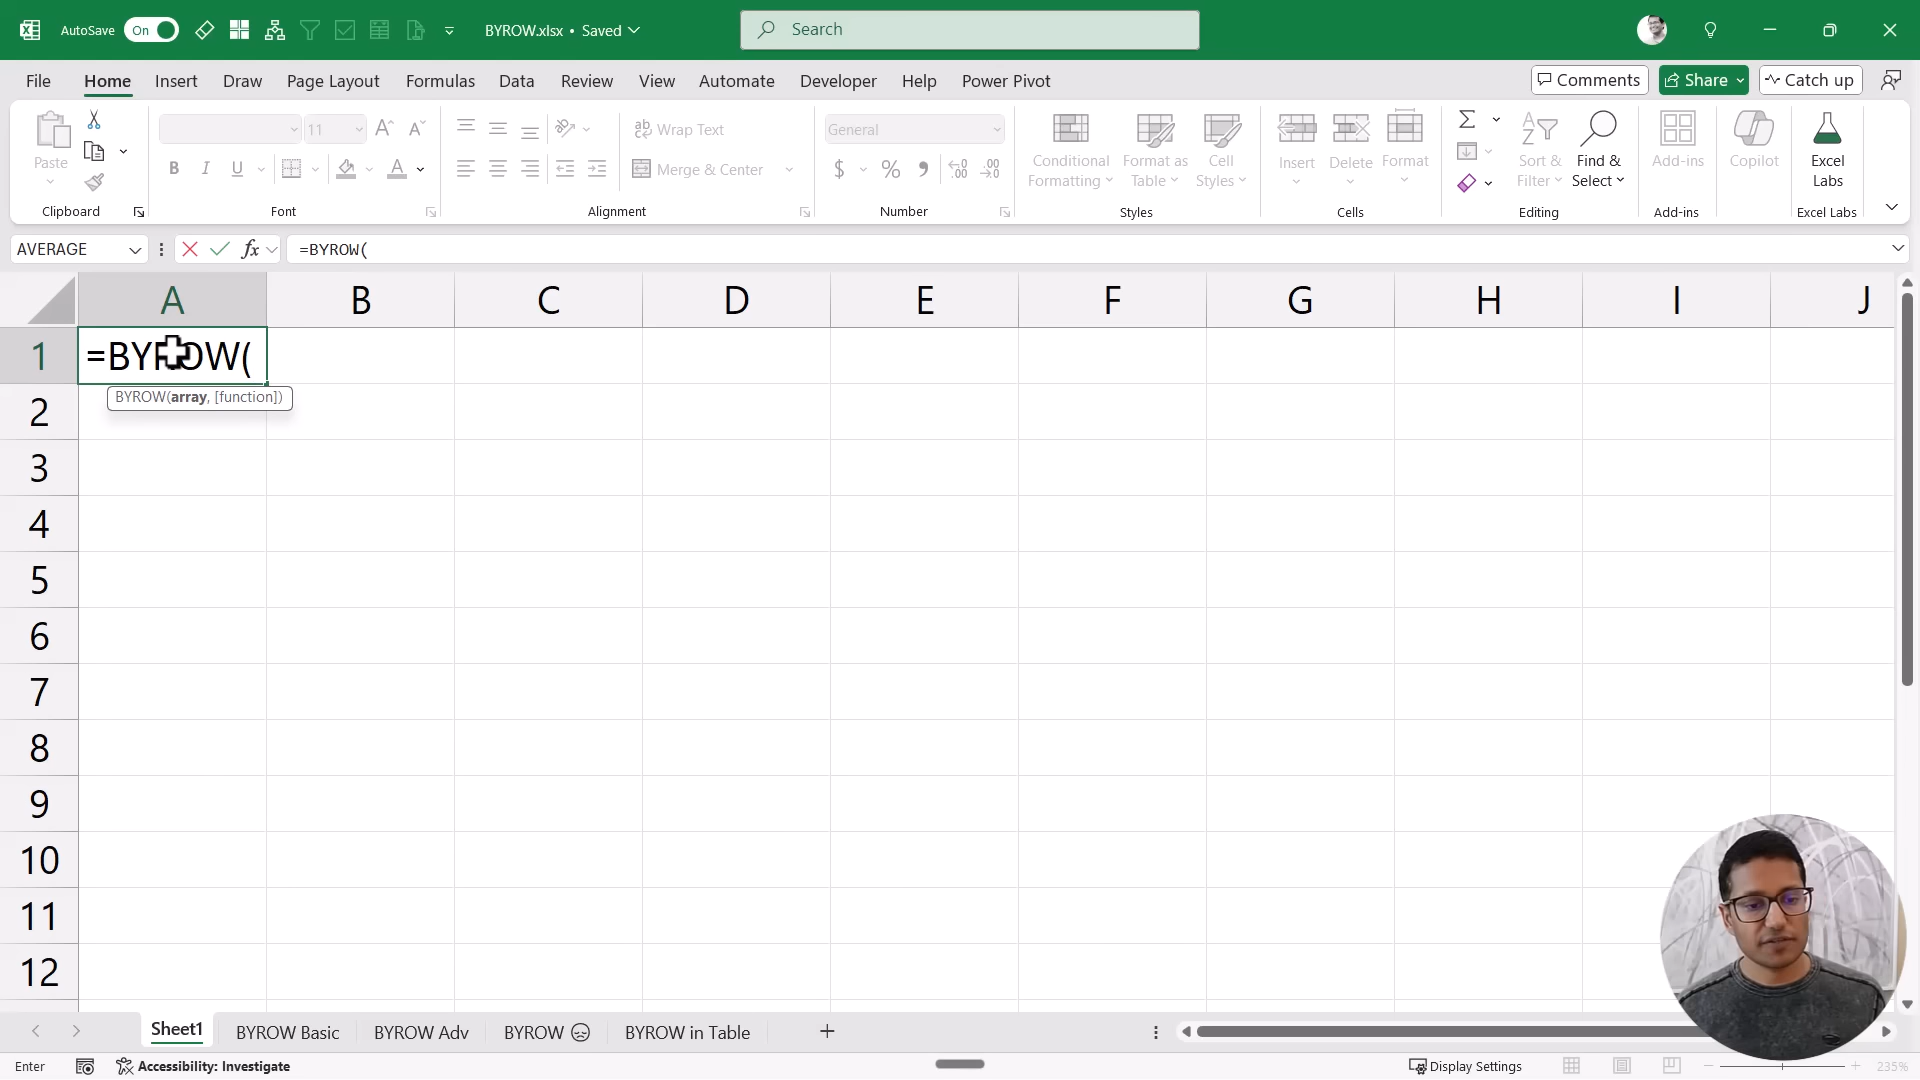 AutoSave On BYROW.xlsx • Saved Search
File Home Insert Draw Page Layout Formulas Data Review View Automate Developer Help Power Pivot Comments Share Catch up
Paste 11 A A ab Wrap Text General Conditional Formatting Format as Table Cell Styles Insert Delete Format Sort & Filter Find & Select Add-ins Copilot Excel Labs
B I U A Merge & Center $ % 9 .00
Clipboard Font Alignment Number Styles Cells Editing Add-ins Excel Labs
AVERAGE fx =BYROW(
A B C D E F G H I J
1 =BYROW(
BYROW(array, [function])
2
3
4
5
6
7
8
9
10
11
12
Sheet1 BYROW Basic BYROW Adv BYROW 😞 BYROW in Table +
Enter Accessibility: Investigate Display Settings 235%